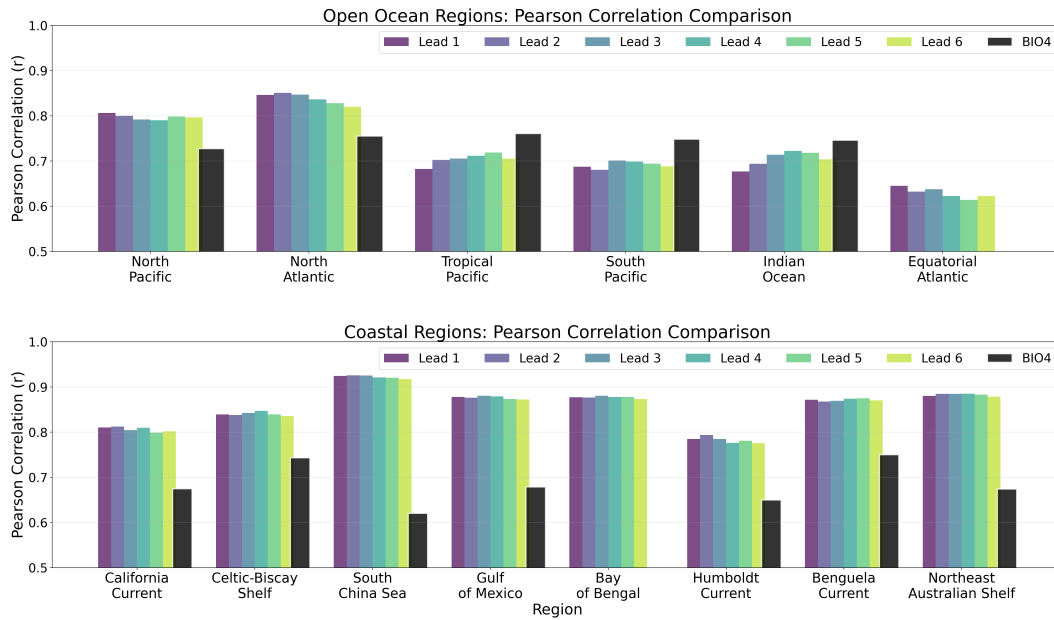 Open Ocean Regions: Pearson Correlation Comparison
Lead 1 Lead 2 Lead 3 Lead 4 Lead 5 Lead 6 BIO4
Pearson Correlation (r)
1.0
0.9
0.8
0.7
0.6
0.5
North Pacific
North Atlantic
Tropical Pacific
South Pacific
Indian Ocean
Equatorial Atlantic
Coastal Regions: Pearson Correlation Comparison
Lead 1 Lead 2 Lead 3 Lead 4 Lead 5 Lead 6 BIO4
Pearson Correlation (r)
1.0
0.9
0.8
0.7
0.6
0.5
California Current
Celtic-Biscay Shelf
South China Sea
Gulf of Mexico
Bay of Bengal
Humboldt Current
Benguela Current
Northeast Australian Shelf
Region